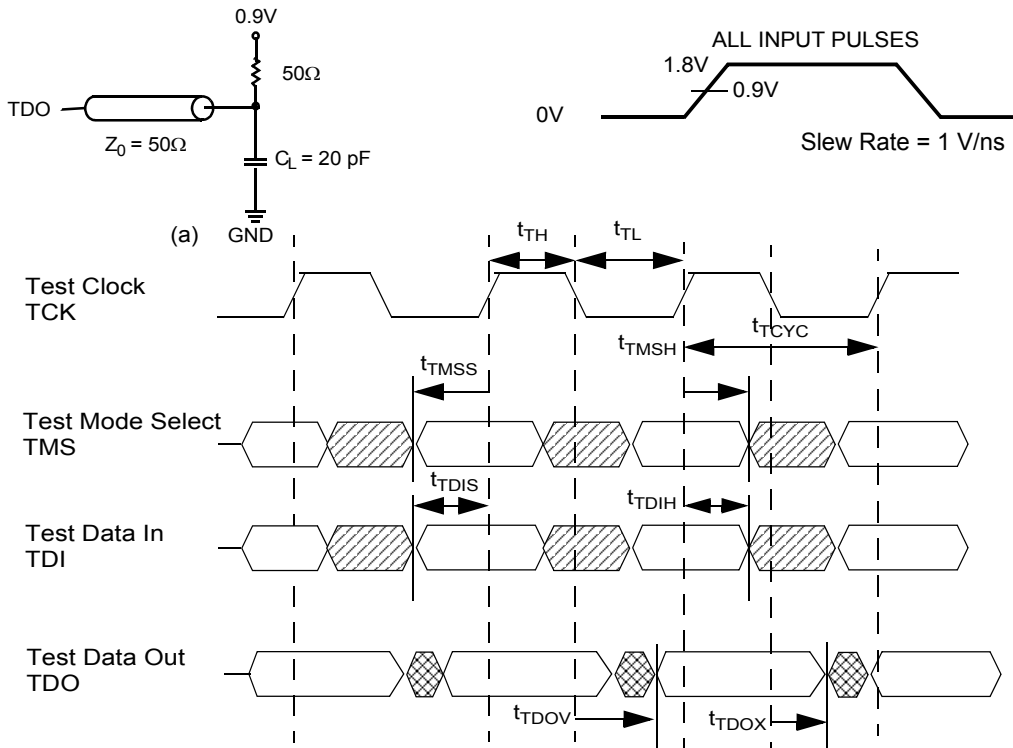 0.9V
ALL INPUT PULSES
50Ω
1.8V
0.9V
TDO
0V
Z0 = 50Ω
CL = 20 pF
Slew Rate = 1 V/ns
(a)
GND
tTH
tTL
Test Clock
TCK
tTCYC
tTMSH
tTMSS
Test Mode Select
TMS
tTDIS
tTDIH
Test Data In
TDI
Test Data Out
TDO
tTDOV
tTDOX